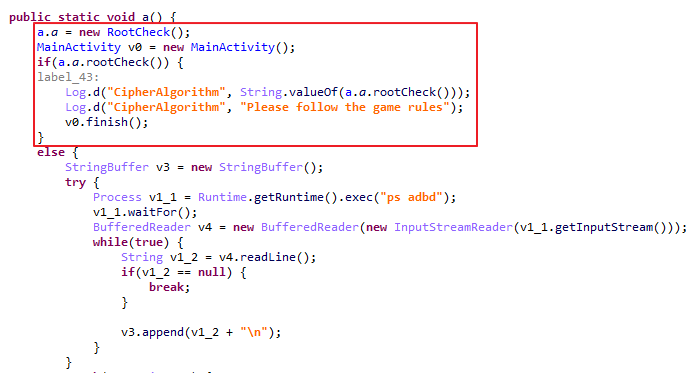 public static void a() {
a.a = new RootCheck();
MainActivity v0 = new MainActivity();
if(a.a.rootCheck()) {
label_43:
Log.d("CipherAlgorithm", String.valueOf(a.a.rootCheck()));
Log.d("CipherAlgorithm", "Please follow the game rules");
v0.finish();
}
else {
StringBuffer v3 = new StringBuffer();
try {
Process v1_1 = Runtime.getRuntime().exec("ps adbd");
v1_1.waitFor();
BufferedReader v4 = new BufferedReader(new InputStreamReader(v1_1.getInputStream()));
while(true) {
String v1_2 = v4.readLine();
if(v1_2 == null) {
break;
}
v3.append(v1_2 + "\n");
}
}